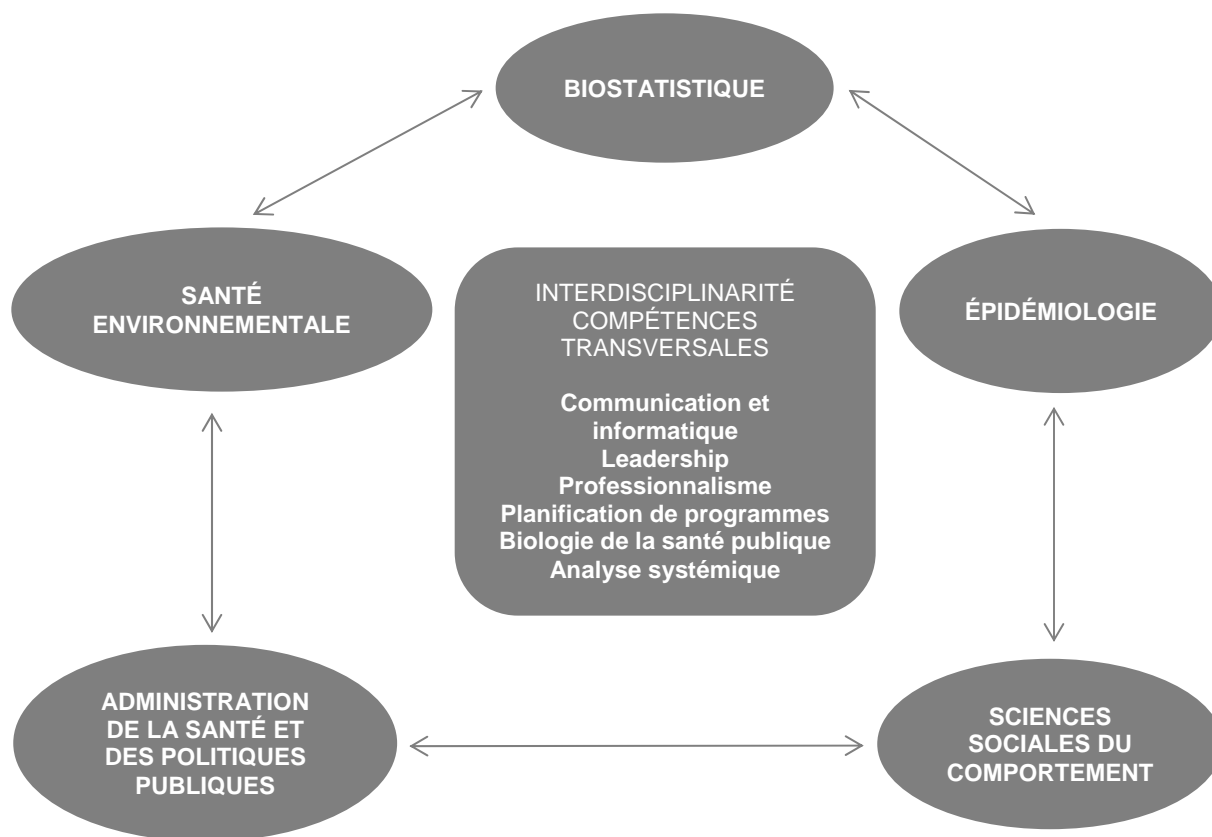 BIOSTATISTIQUE
SANTÉ
ENVIRONNEMENTALE
INTERDISCIPLINARITÉ
COMPÉTENCES
TRANSVERSALES
Communication et
informatique
Leadership
Professionnalisme
Planification de programmes
Biologie de la santé publique
Analyse systémique
ÉPIDÉMIOLOGIE
ADMINISTRATION
DE LA SANTÉ ET
DES POLITIQUES
PUBLIQUES
SCIENCES
SOCIALES DU
COMPORTEMENT